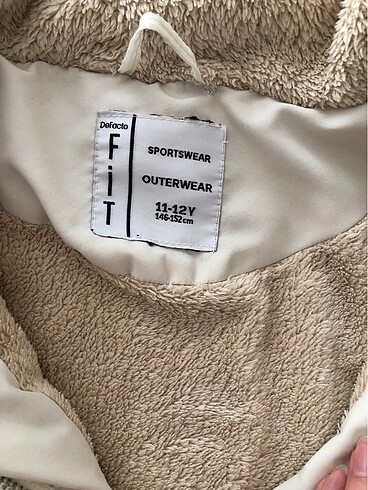 DeFacto
FiT
SPORTSWEAR
OUTERWEAR
11-12Y
146-152cm